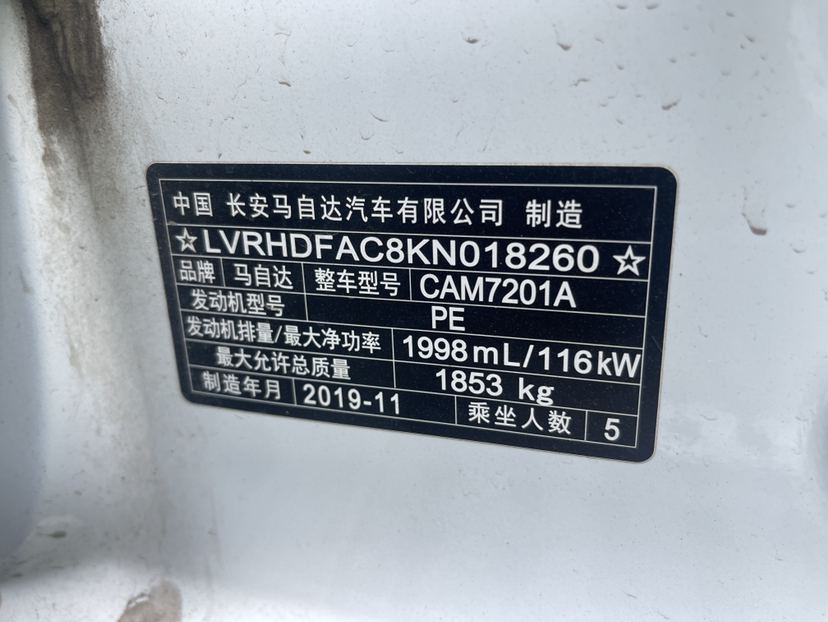 中国 长安马自达汽车有限公司 制造
☆LVRHDFAC8KN018260☆
品牌 马自达 整车型号 CAM7201A
发动机型号 PE
发动机排量/最大净功率 1998mL/116kW
最大允许总质量 1853 kg
制造年月 2019-11 乘坐人数 5